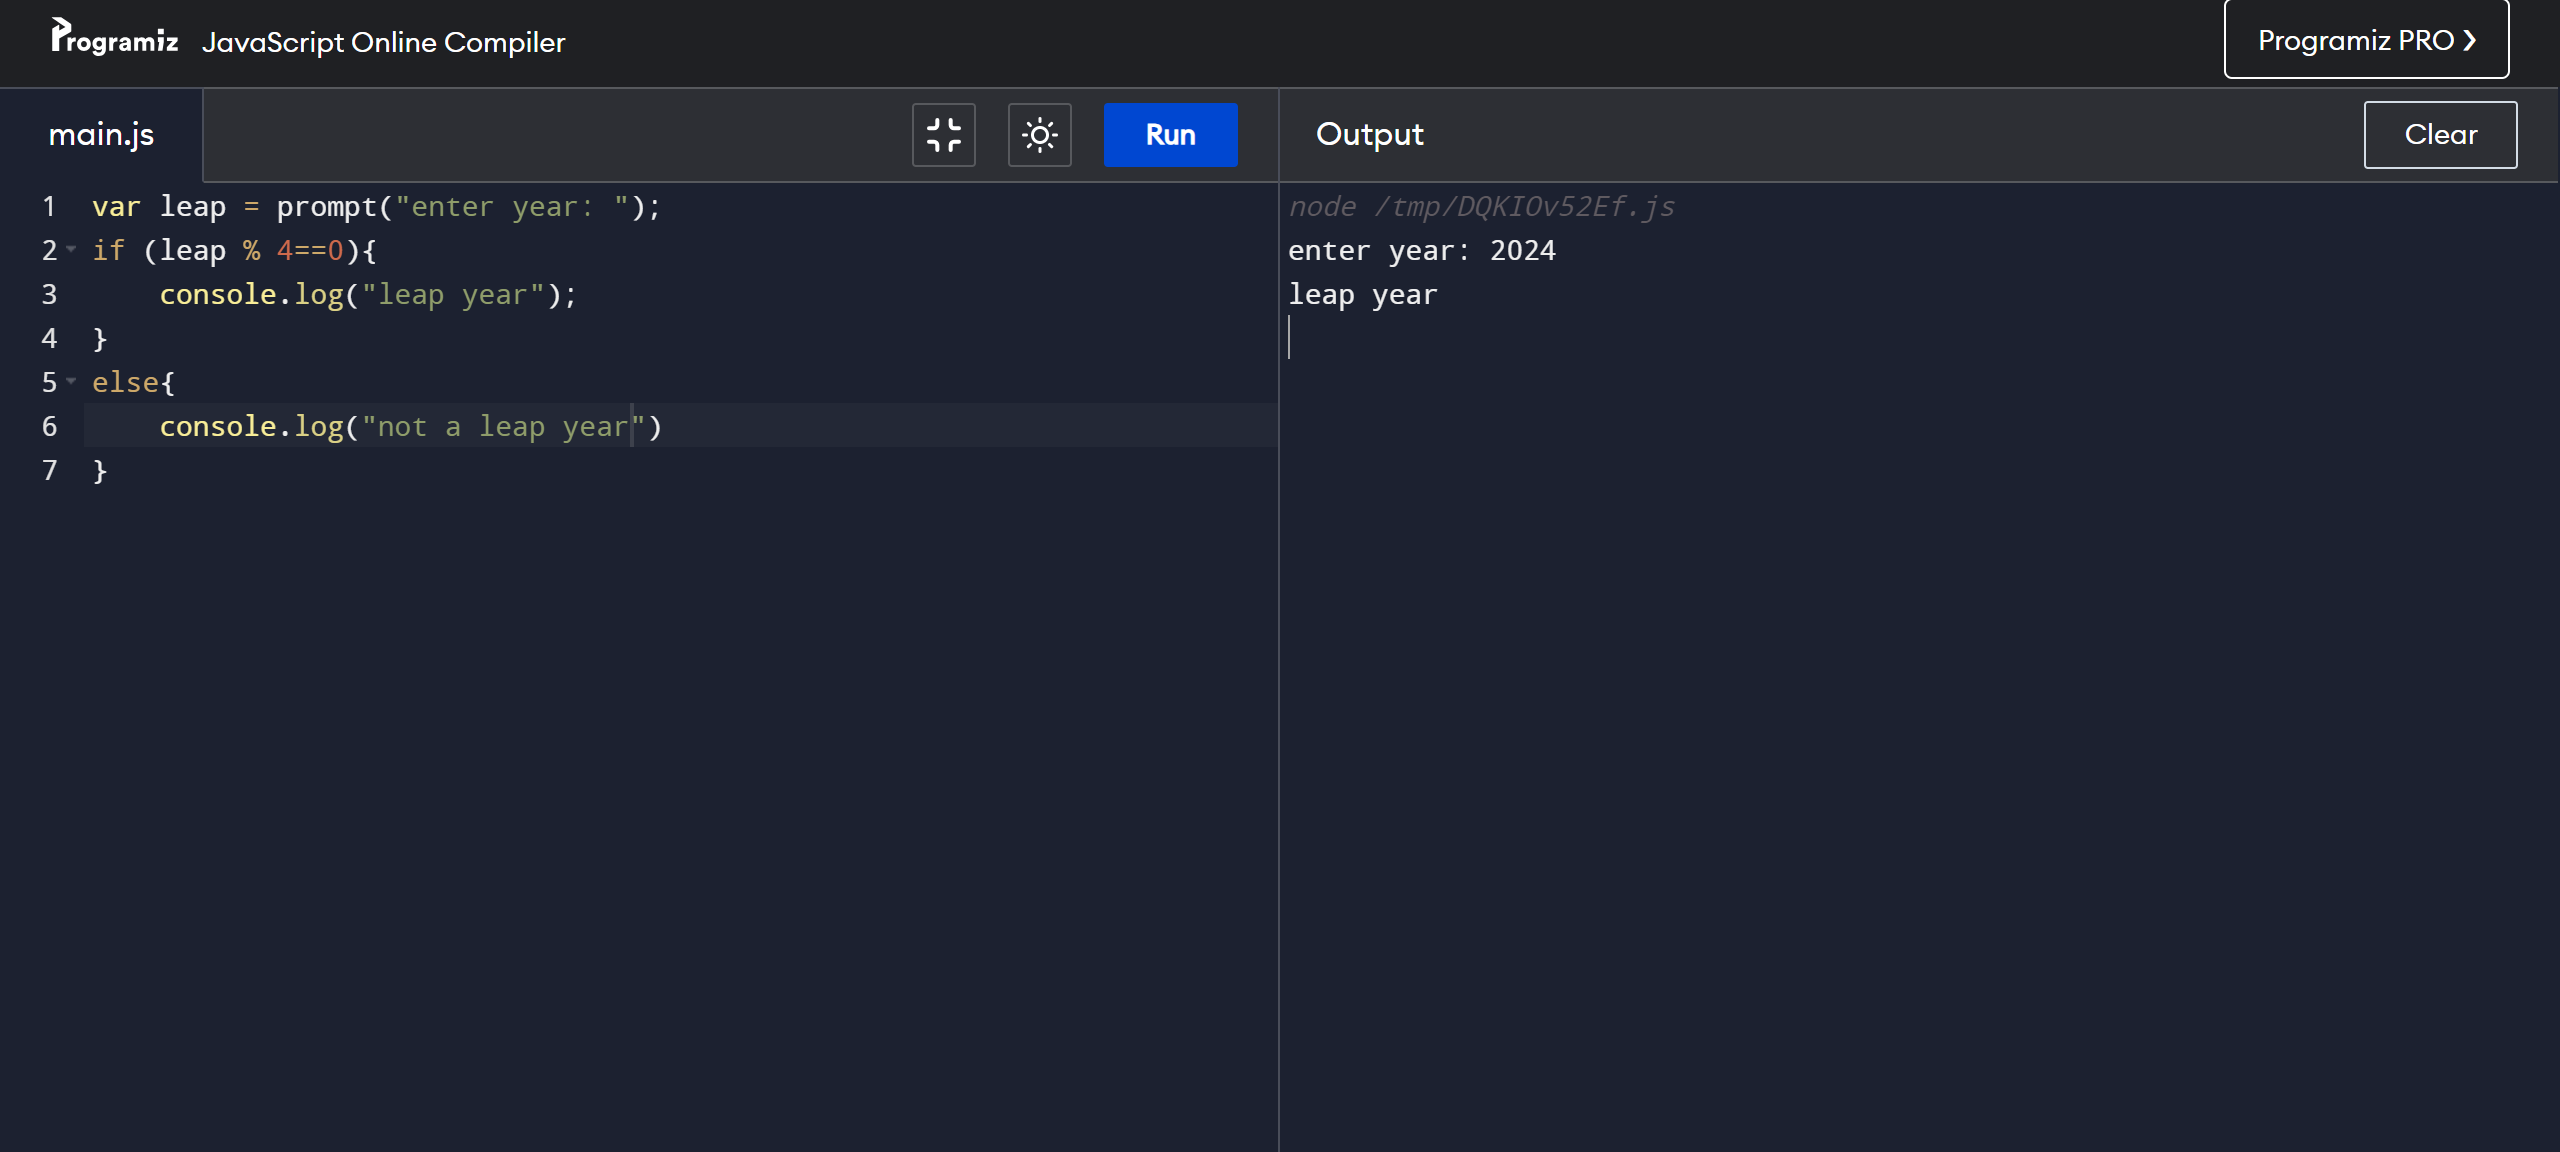 Programiz JavaScript Online Compiler
Programiz PRO ❯
main.js
Run
Output
Clear
1 var leap = prompt("enter year: ");
2 if (leap % 4==0){
3     console.log("leap year");
4 }
5 else{
6     console.log("not a leap year")
7 }
node /tmp/DQKIOv52Ef.js
enter year: 2024
leap year